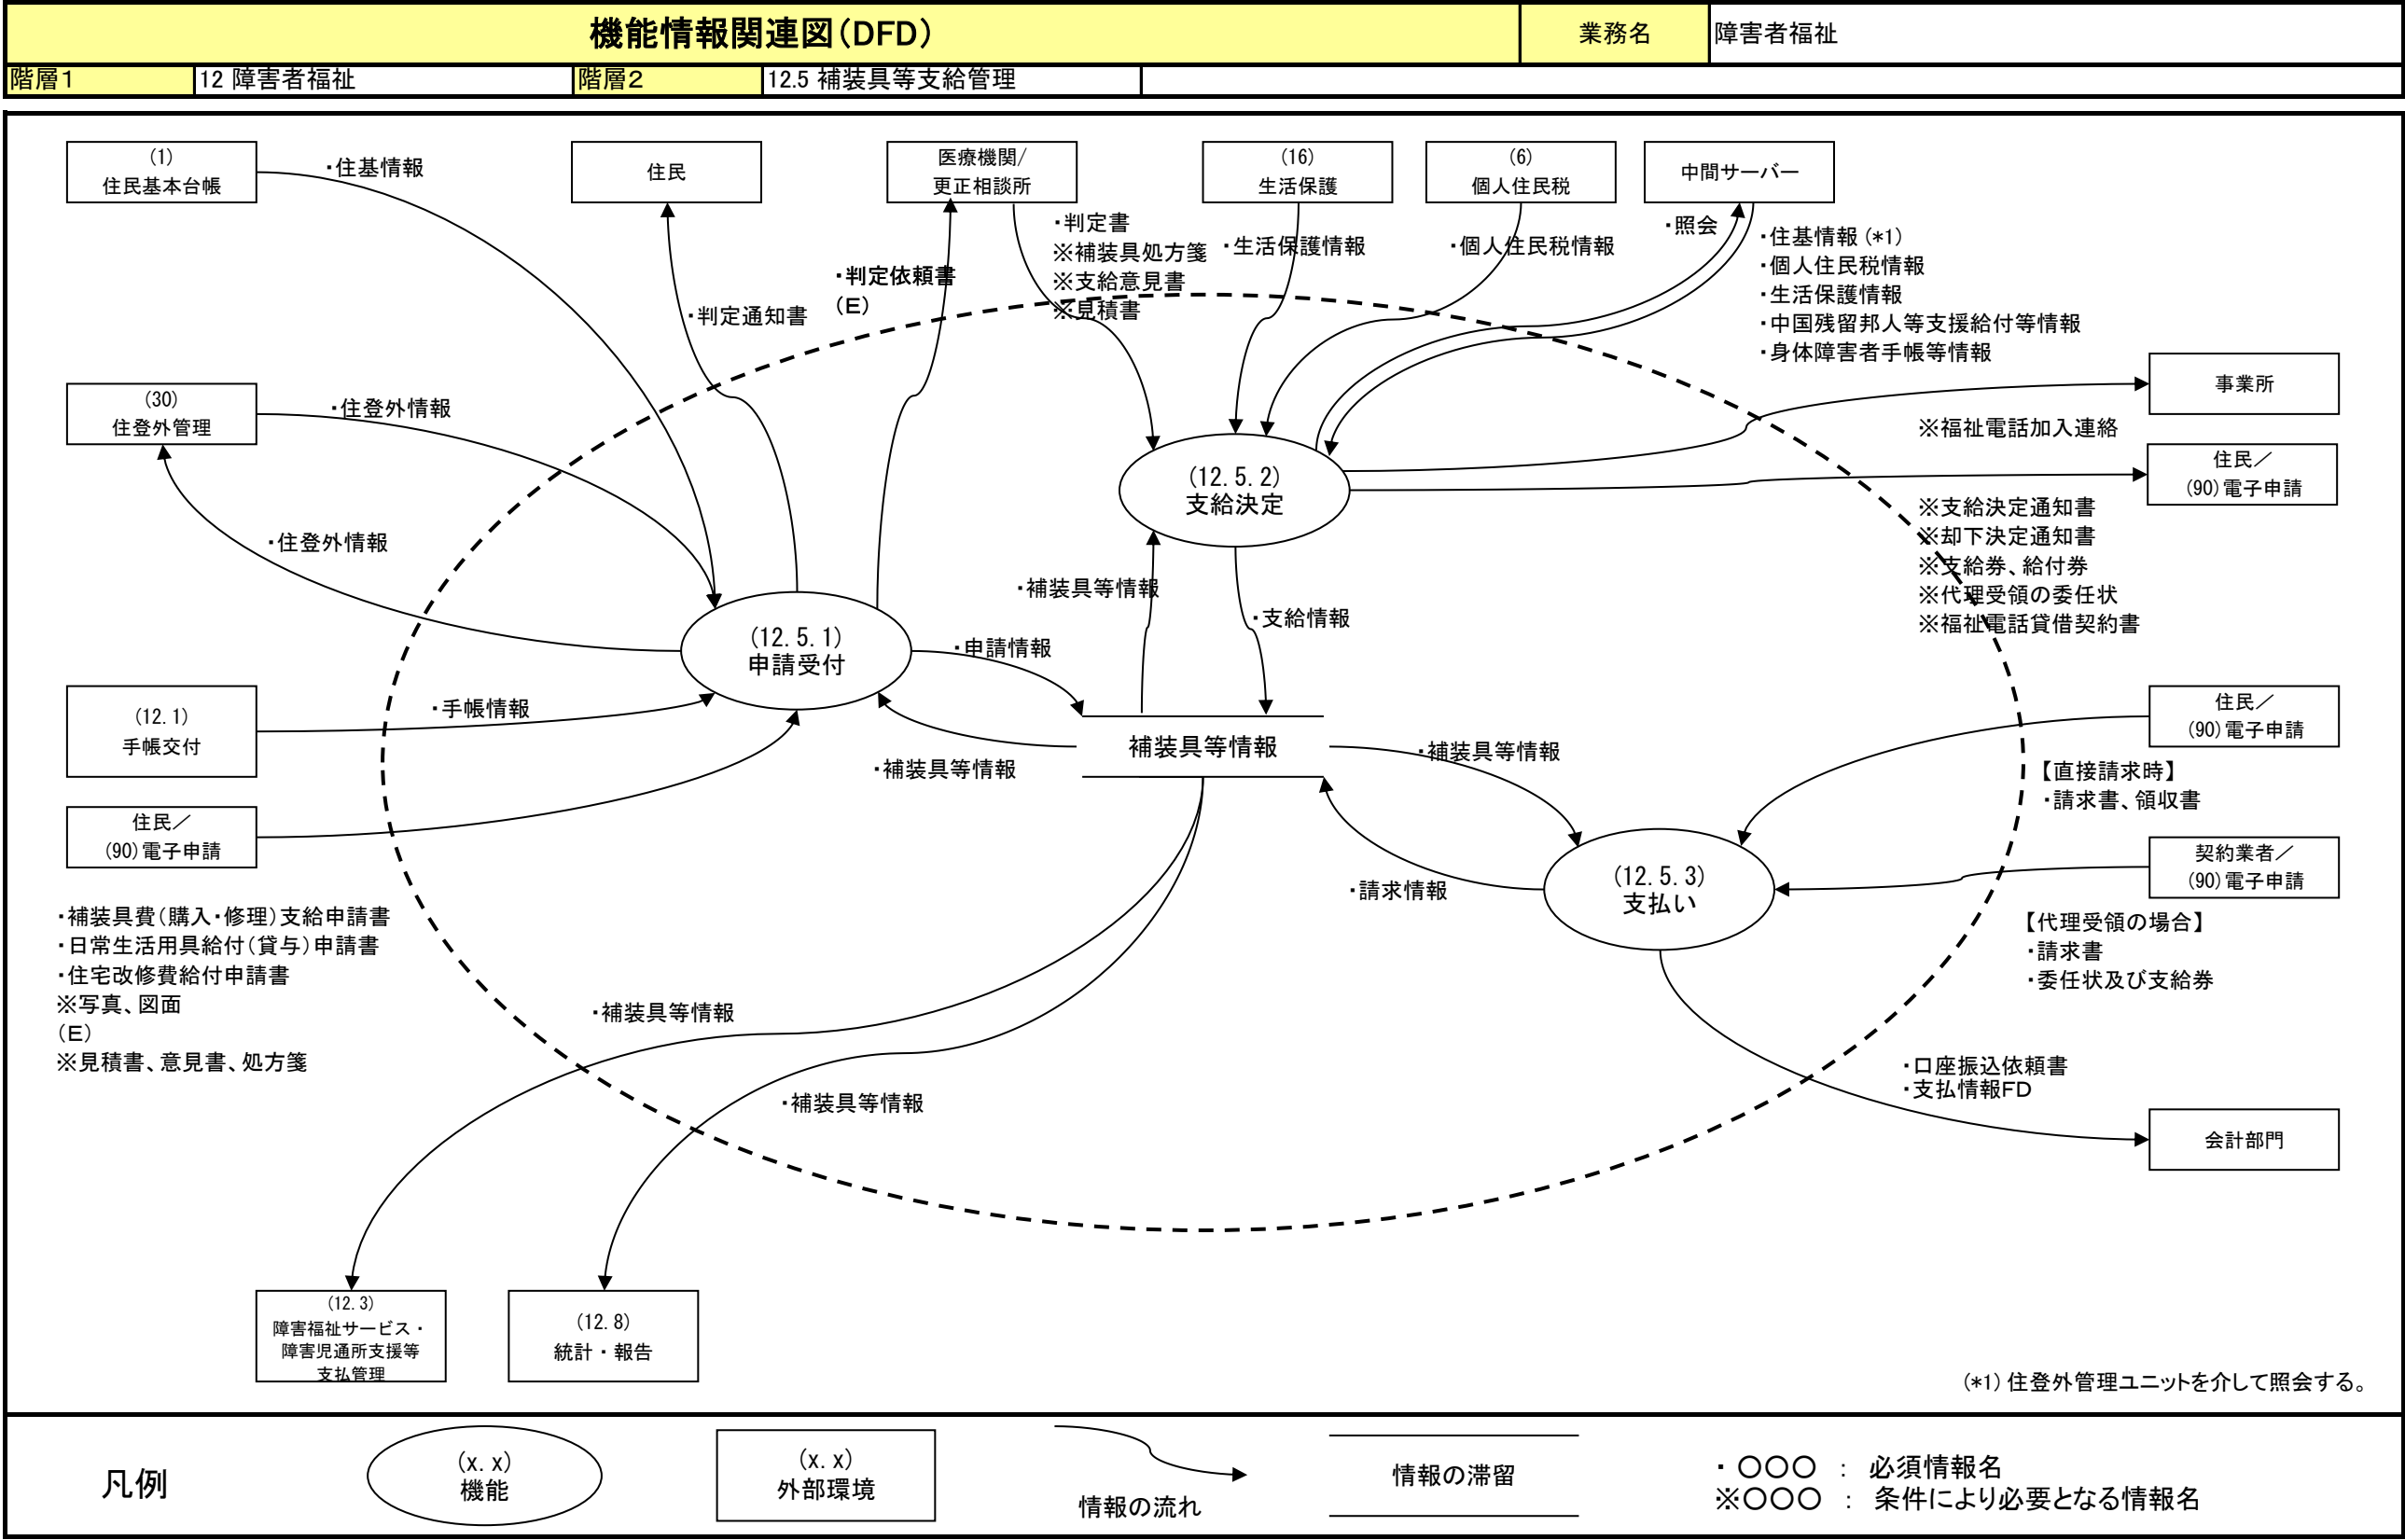 機能情報関連図（DFD）
業務名
障害者福祉
階層１
12 障害者福祉
階層２
12.5 補装具等支給管理
(1)
住民基本台帳
・住基情報
住民
医療機関/
更正相談所
(16)
生活保護
(6)
個人住民税
中間サーバー
・判定書
※補装具処方箋
※支給意見書
※見積書
・生活保護情報
・個人住民税情報
・照会
・住基情報(*1)
・個人住民税情報
・生活保護情報
・中国残留邦人等支援給付等情報
・身体障害者手帳等情報
・判定依頼書
（E）
・判定通知書
(30)
住登外管理
・住登外情報
・住登外情報
事業所
※福祉電話加入連絡
住民／
(90)電子申請
(12.5.2)
支給決定
※支給決定通知書
※却下決定通知書
※支給券、給付券
※代理受領の委任状
※福祉電話貸借契約書
・補装具等情報
・支給情報
(12.5.1)
申請受付
・申請情報
(12.1)
手帳交付
・手帳情報
・補装具等情報
補装具等情報
・補装具等情報
住民／
(90)電子申請
【直接請求時】
・請求書、領収書
住民／
(90)電子申請
・請求情報
(12.5.3)
支払い
契約業者／
(90)電子申請
【代理受領の場合】
・請求書
・委任状及び支給券
・補装具費（購入・修理）支給申請書
・日常生活用具給付（貸与）申請書
・住宅改修費給付申請書
※写真、図面
（E）
※見積書、意見書、処方箋
・補装具等情報
・補装具等情報
・口座振込依頼書
・支払情報FD
会計部門
(12.3)
障害福祉サービス・
障害児通所支援等
支払管理
(12.8)
統計・報告
(*1)住登外管理ユニットを介して照会する。
凡例
(x.x)
機能
(x.x)
外部環境
情報の流れ
情報の滞留
・ ○○○ ： 必須情報名
※○○○ ： 条件により必要となる情報名